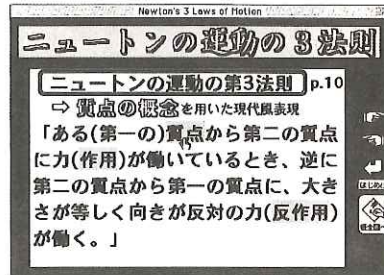 Newton's 3 Laws of Motion
ニュートンの運動の3法則
ニュートンの運動の第3法則 p.10
⇨ 質点の概念を用いた現代風表現
「ある(第一の)質点から第二の質点
に力(作用)が働いているとき、逆に
第二の質点から第一の質点に、大き
さが等しく向きが反対の力(反作用)
が働く。」
はじめに